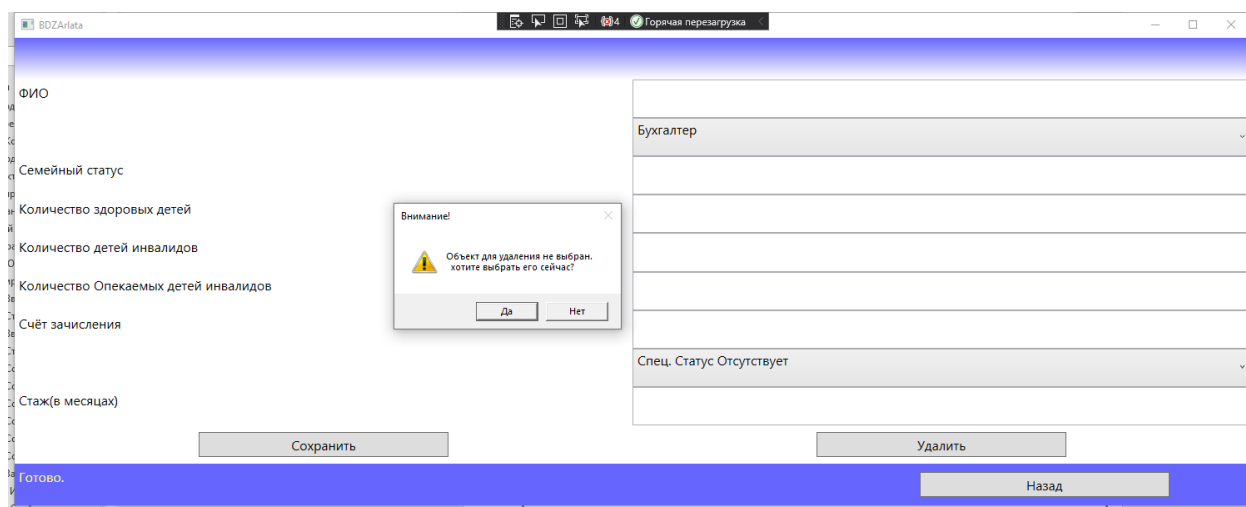 BDZArlata
4 Горячая перезагрузка
ФИО
Бухгалтер
Семейный статус
Количество здоровых детей
Внимание!
Количество детей инвалидов
Объект для удаления не выбран.
хотите выбрать его сейчас?
Количество Опекаемых детей инвалидов
Да
Нет
Счёт зачисления
Спец. Статус Отсутствует
Стаж(в месяцах)
Сохранить
Удалить
Готово.
Назад